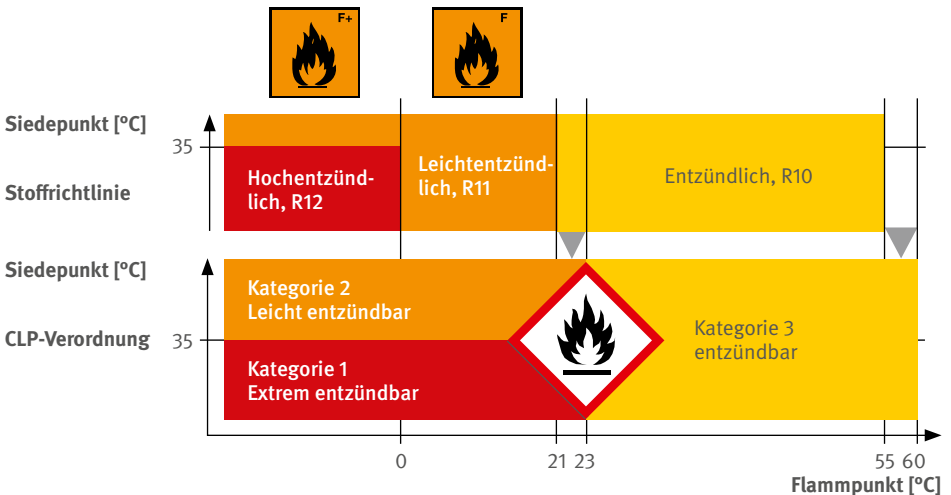 F+
F
Siedepunkt [°C]
35
Stoffrichtlinie
Hochentzünd-
lich, R12
Leichtentzünd-
lich, R11
Entzündlich, R10
Siedepunkt [°C]
CLP-Verordnung
35
Kategorie 2
Leicht entzündbar
Kategorie 1
Extrem entzündbar
Kategorie 3
entzündbar
0
21 23
55 60
Flammpunkt [°C]